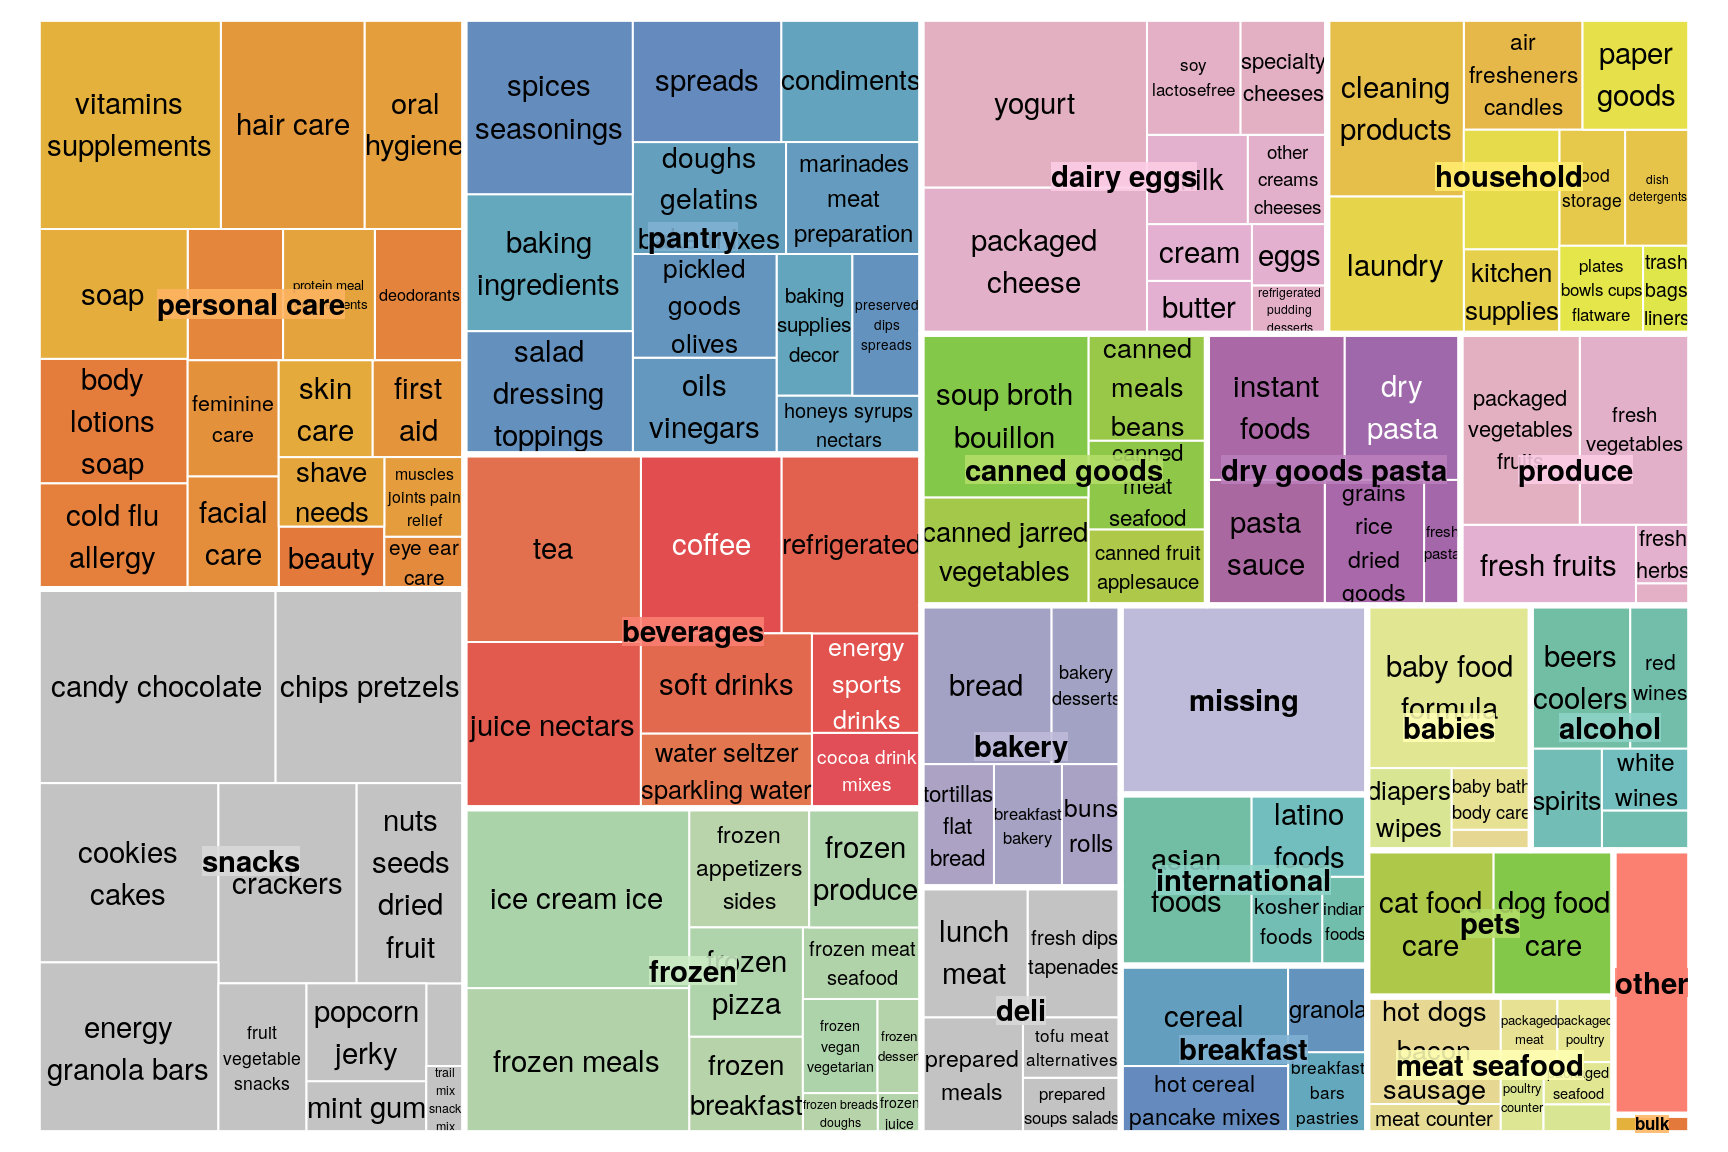 vitamins
supplements
hair care
oral
hygiene
soap
protein meal
deodorants
personal care
body
lotions
soap
feminine
care
skin
care
first
aid
cold flu
allergy
facial
care
shave
needs
muscles
joints pain
relief
beauty
eye ear
care
spices
seasonings
spreads
condiments
doughs
gelatins
marinades
meat
preparation
pantry
baking
ingredients
pickled
goods
olives
baking
supplies
decor
preserved
dips
spreads
salad
dressing
toppings
oils
vinegars
honeys syrups
nectars
yogurt
soy
lactosefree
specialty
cheeses
dairy eggs
other
creams
cheeses
packaged
cheese
cream
eggs
butter
refrigerated
pudding
desserts
cleaning
products
air
fresheners
candles
paper
goods
household
storage
dish
detergents
laundry
kitchen
supplies
plates
bowls cups
flatware
trash
bags
liners
soup broth
bouillon
canned
meals
beans
canned goods
canned
meat
seafood
canned jarred
vegetables
canned fruit
applesauce
instant
foods
dry
pasta
dry goods pasta
pasta
sauce
grains
rice
dried
goods
fresh
pasta
packaged
vegetables
fruits
fresh
vegetables
produce
fresh fruits
fresh
herbs
candy chocolate
chips pretzels
cookies
cakes
snacks
crackers
nuts
seeds
dried
fruit
energy
granola bars
fruit
vegetable
snacks
popcorn
jerky
mint gum
trail
mix
snack
mix
tea
coffee
refrigerated
beverages
juice nectars
soft drinks
energy
sports
drinks
water seltzer
sparkling water
cocoa drink
mixes
ice cream ice
frozen
appetizers
sides
frozen
produce
frozen
frozen
pizza
frozen meat
seafood
frozen meals
frozen
breakfast
frozen
vegan
vegetarian
frozen
dessert
frozen breads
doughs
frozen
juice
bread
bakery
desserts
bakery
tortillas
flat
bread
breakfast
bakery
buns
rolls
missing
baby food
formula
babies
diapers
wipes
baby bath
body care
beers
coolers
red
wines
alcohol
spirits
white
wines
lunch
meat
fresh dips
tapenades
deli
prepared
meals
tofu meat
alternatives
prepared
soups salads
asian
foods
latino
foods
international
kosher
foods
indian
foods
cereal
granola
breakfast
hot cereal
pancake mixes
breakfast
bars
pastries
cat food
care
dog food
care
pets
other
hot dogs
bacon
sausage
packaged
meat
packaged
poultry
meat seafood
meat counter
poultry
counter
seafood
bulk